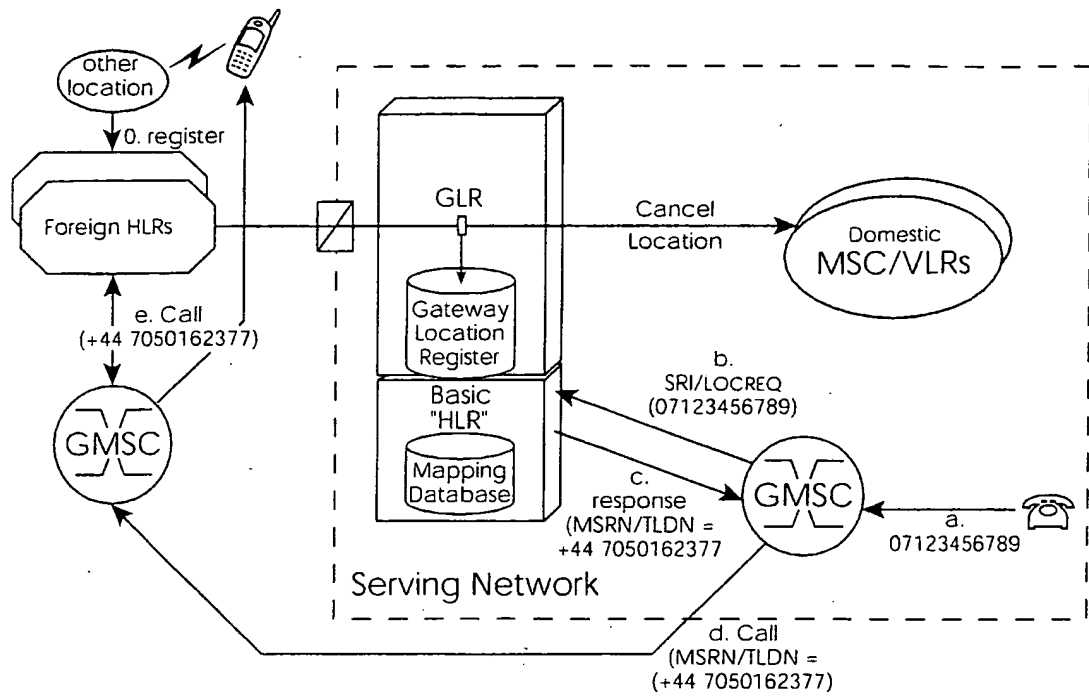 other
location
0. register
Foreign HLRs
e. Call
(+44 7050162377)
GMSC
GLR
Gateway
Location
Register
Basic
"HLR"
Mapping
Database
Cancel
Location
Domestic
MSC/VLRs
b.
SRI/LOCREQ
(07123456789)
c.
response
(MSRN/TLDN =
+44 7050162377
GMSC
a.
07123456789
Serving Network
d. Call
(MSRN/TLDN =
(+44 7050162377)